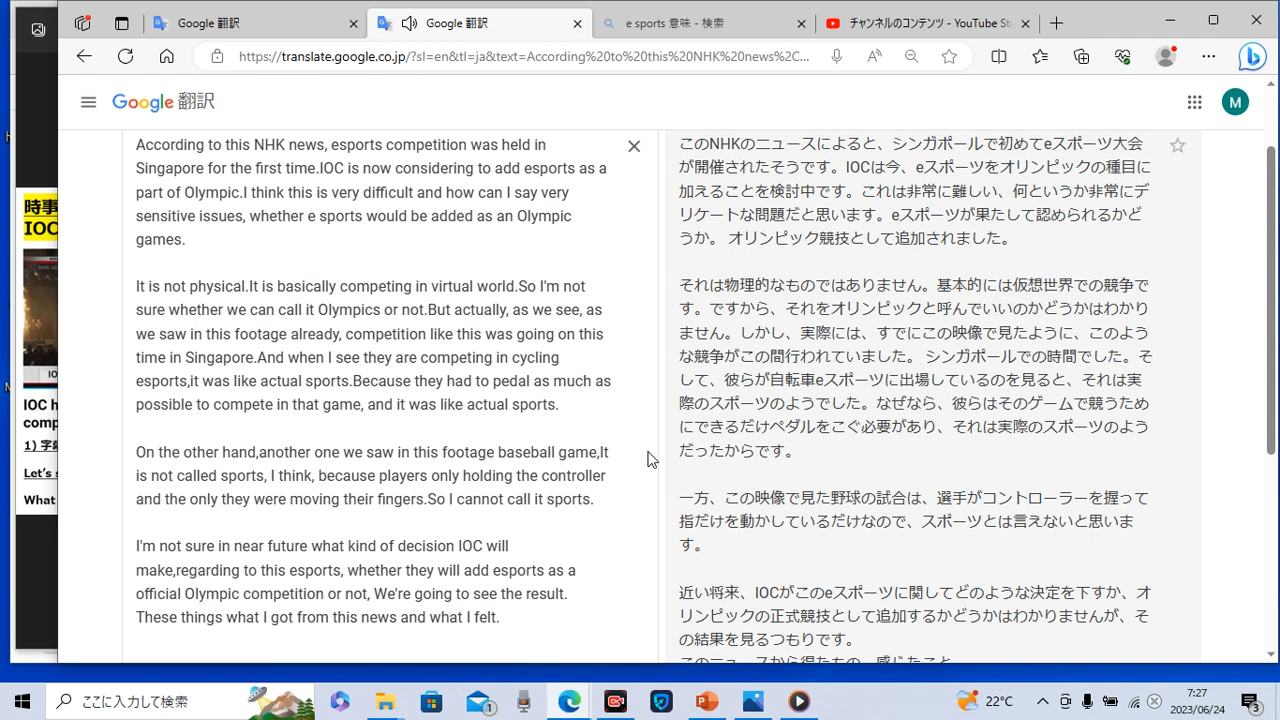 Google 翻訳
Google 翻訳
e sports 意味 - 検索
チャンネルのコンテンツ - YouTube St
https://translate.google.co.jp/?sl=en&tl=ja&text=According%20to%20this%20NHK%20news%2C...
Google 翻訳
M
According to this NHK news, esports competition was held in
Singapore for the first time.IOC is now considering to add esports as a
part of Olympic.I think this is very difficult and how can I say very
sensitive issues, whether e sports would be added as an Olympic
games.
It is not physical.It is basically competing in virtual world.So I'm not
sure whether we can call it Olympics or not.But actually, as we see, as
we saw in this footage already, competition like this was going on this
time in Singapore.And when I see they are competing in cycling
esports,it was like actual sports.Because they had to pedal as much as
possible to compete in that game, and it was like actual sports.
On the other hand,another one we saw in this footage baseball game,It
is not called sports, I think, because players only holding the controller
and the only they were moving their fingers.So I cannot call it sports.
I'm not sure in near future what kind of decision IOC will
make,regarding to this esports, whether they will add esports as a
official Olympic competition or not, We're going to see the result.
These things what I got from this news and what I felt.
このNHKのニュースによると、シンガポールで初めてeスポーツ大会
が開催されたそうです。IOCは今、eスポーツをオリンピックの種目に
加えることを検討中です。これは非常に難しい、何というか非常にデ
リケートな問題だと思います。eスポーツが果たして認められるかど
うか。 オリンピック競技として追加されました。
それは物理的なものではありません。基本的には仮想世界での競争で
す。ですから、それをオリンピックと呼んでいいのかどうかはわかり
ません。しかし、実際には、すでにこの映像で見たように、このよう
な競争がこの間行われていました。 シンガポールでの時間でした。そ
して、彼らが自転車eスポーツに出場しているのを見ると、それは実
際のスポーツのようでした。なぜなら、彼らはそのゲームで競うため
にできるだけペダルをこぐ必要があり、それは実際のスポーツのよう
だったからです。
一方、この映像で見た野球の試合は、選手がコントローラーを握って
指だけを動かしているだけなので、スポーツとは言えないと思いま
す。
近い将来、IOCがこのeスポーツに関してどのような決定を下すか、オ
リンピックの正式競技として追加するかどうかはわかりませんが、そ
の結果を見るつもりです。
このニュースから得たもの、感じたこと
時事
IOC
IOC h
comp
1) 字幕
Let's s
What
ここに入力して検索
1
22℃
7:27
2023/06/24
3